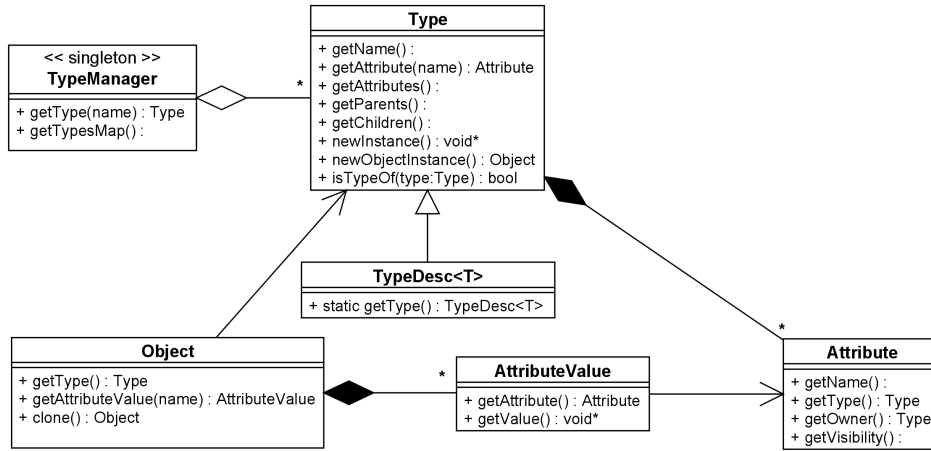 << singleton >>
TypeManager
+ getType(name) : Type
+ getTypesMap() :
*
Type
+ getName() :
+ getAttribute(name) : Attribute
+ getAttributes() :
+ getParents() :
+ getChildren() :
+ newInstance() : void*
+ newObjectInstance() : Object
+ isTypeOf(type:Type) : bool
TypeDesc<T>
+ static getType() : TypeDesc<T>
Object
+ getType() : Type
+ getAttributeValue(name) : AttributeValue
+ clone() : Object
*
AttributeValue
+ getAttribute() : Attribute
+ getValue() : void*
*
Attribute
+ getName() :
+ getType() : Type
+ getOwner() : Type
+ getVisibility() :